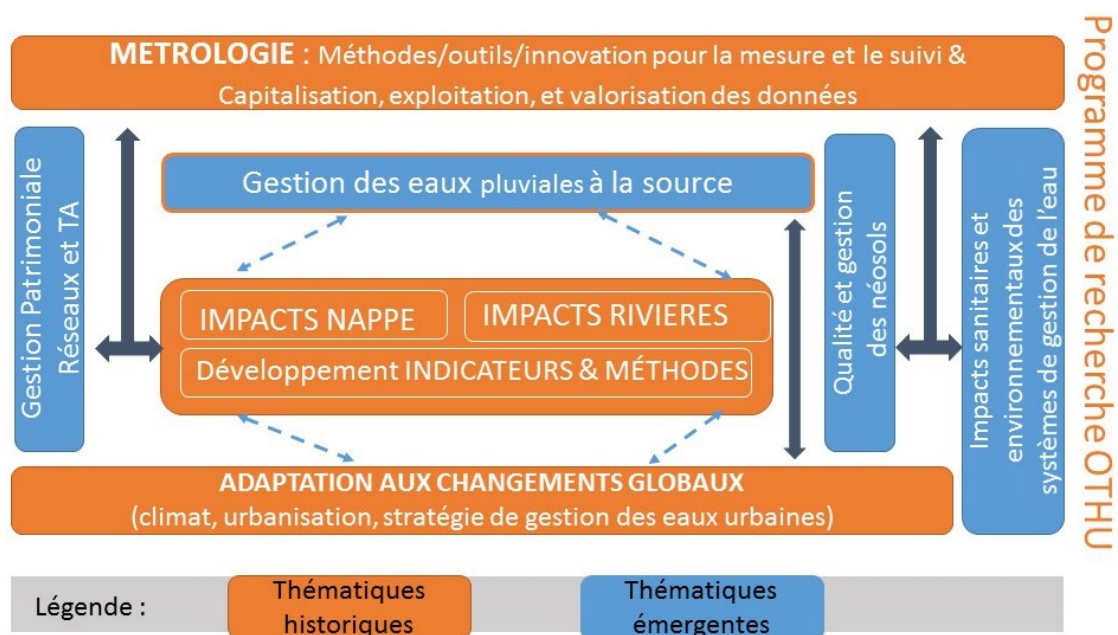 METROLOGIE : Méthodes/outils/innovation pour la mesure et le suivi &
Capitalisation, exploitation, et valorisation des données
Gestion Patrimoniale
Réseaux et TA
Gestion des eaux pluviales à la source
IMPACTS NAPPE
IMPACTS RIVIERES
Développement INDICATEURS & MÉTHODES
Qualité et gestion
des néosols
Impacts sanitaires et
environnementaux des
systèmes de gestion de l'eau
ADAPTATION AUX CHANGEMENTS GLOBAUX
(climat, urbanisation, stratégie de gestion des eaux urbaines)
Programme de recherche OTHU
Légende :
Thématiques
historiques
Thématiques
émergentes